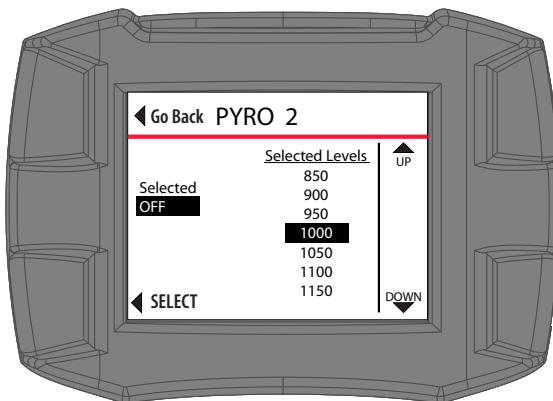 Go Back PYRO 2
Selected Levels
UP
850
Selected
900
OFF
950
1000
1050
1100
1150
SELECT
DOWN